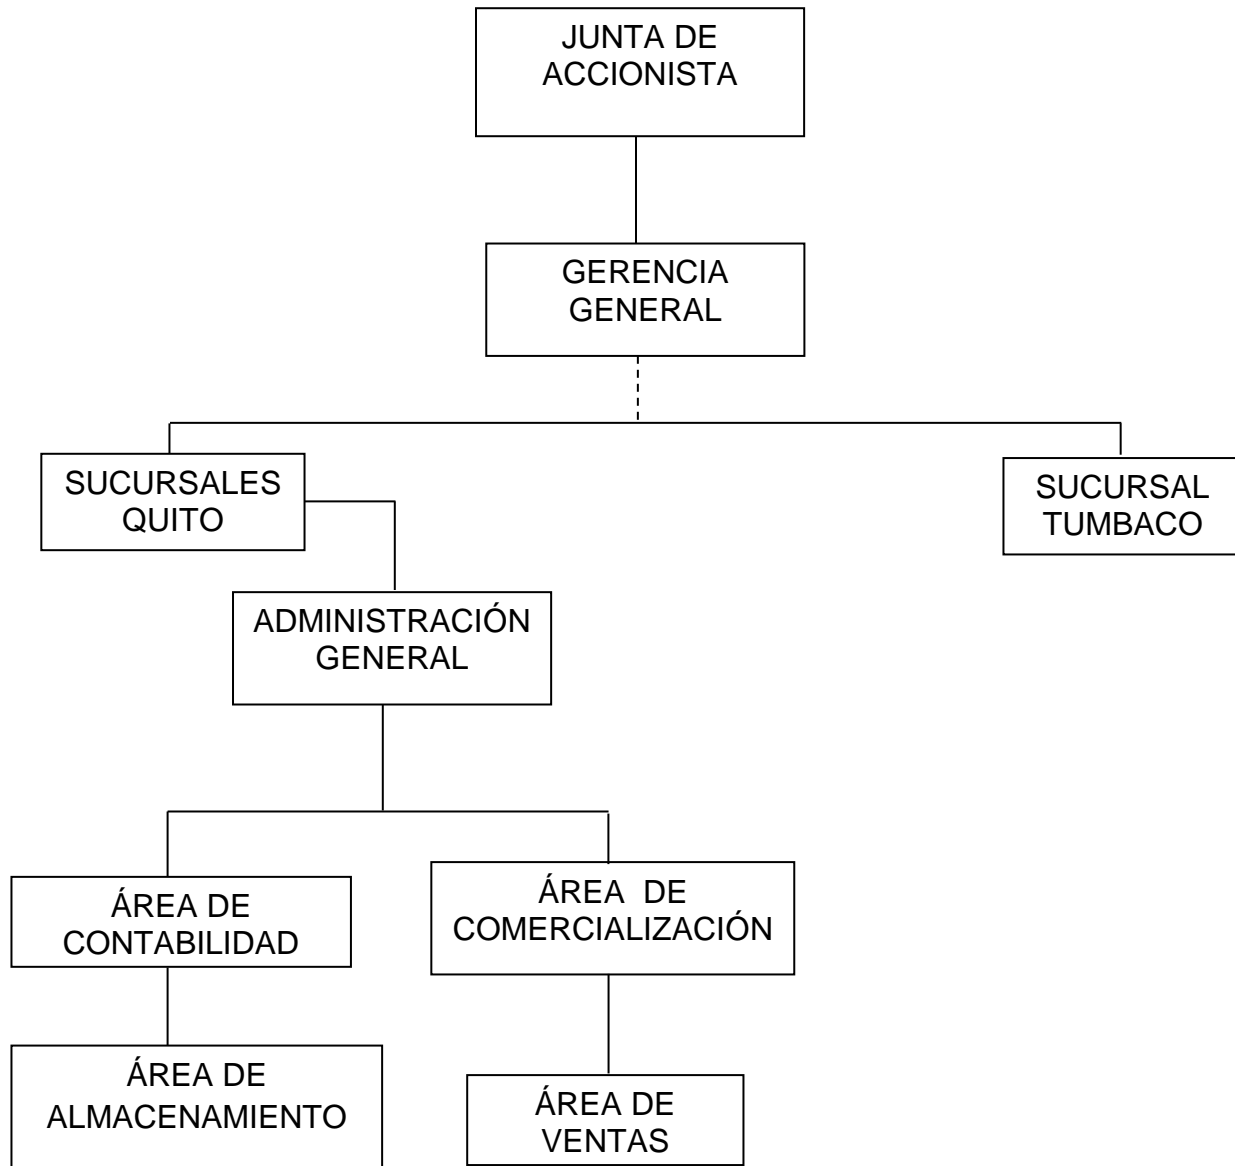 JUNTA DE
ACCIONISTA
GERENCIA
GENERAL
SUCURSALES
QUITO
SUCURSAL
TUMBACO
ADMINISTRACIÓN
GENERAL
ÁREA DE
CONTABILIDAD
ÁREA DE
COMERCIALIZACIÓN
ÁREA DE
ALMACENAMIENTO
ÁREA DE
VENTAS